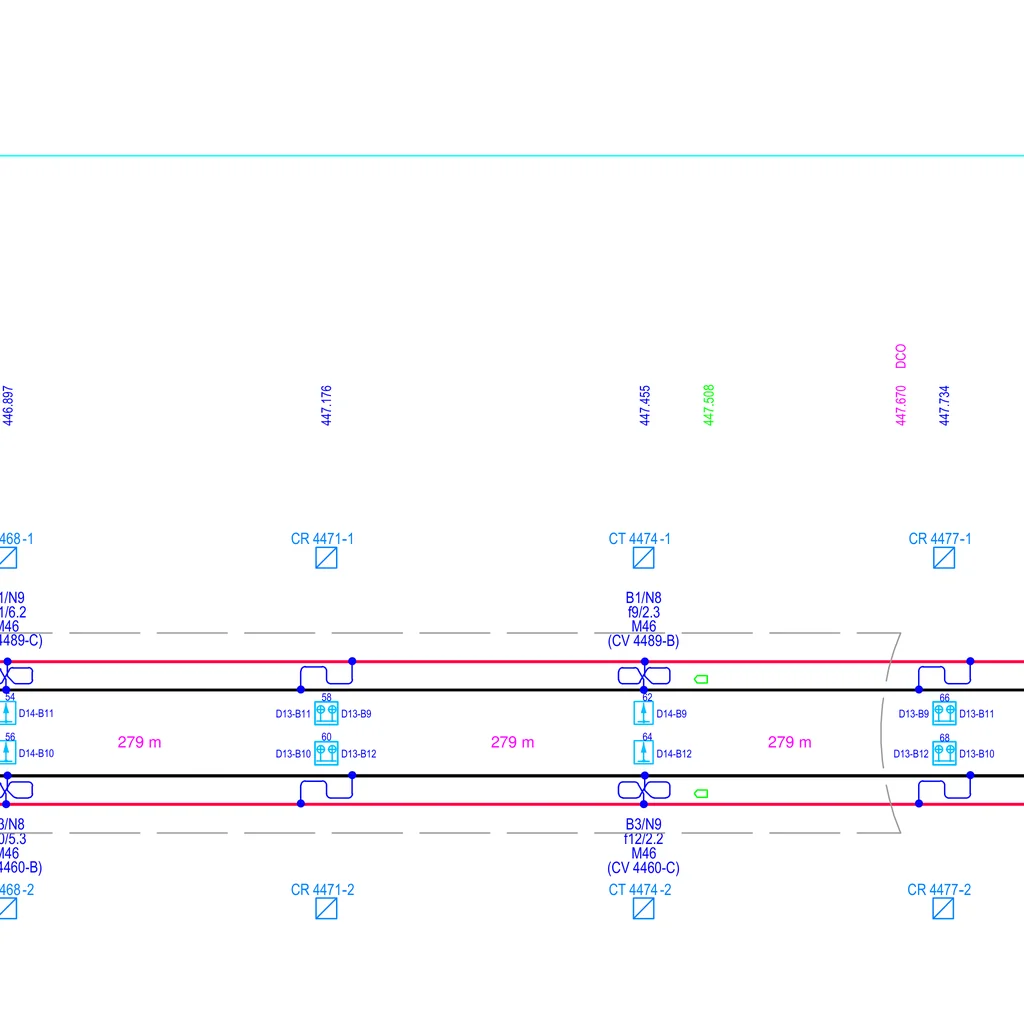 DCO
446.897
447.176
447.455
447.508
447.670
447.734
468-1
CR 4471-1
CT 4474-1
CR 4477-1
1/N9
1/6.2
M46
4489-C)
B1/N8
f9/2.3
M46
(CV 4489-B)
54
58
62
66
D14-B11
D13-B11
D13-B9
D14-B9
D13-B9
D13-B11
279 m
279 m
279 m
56
60
64
68
D14-B10
D13-B10
D13-B12
D14-B12
D13-B12
D13-B10
3/N8
0/5.3
M46
4460-B)
B3/N9
f12/2.2
M46
(CV 4460-C)
468-2
CR 4471-2
CT 4474-2
CR 4477-2